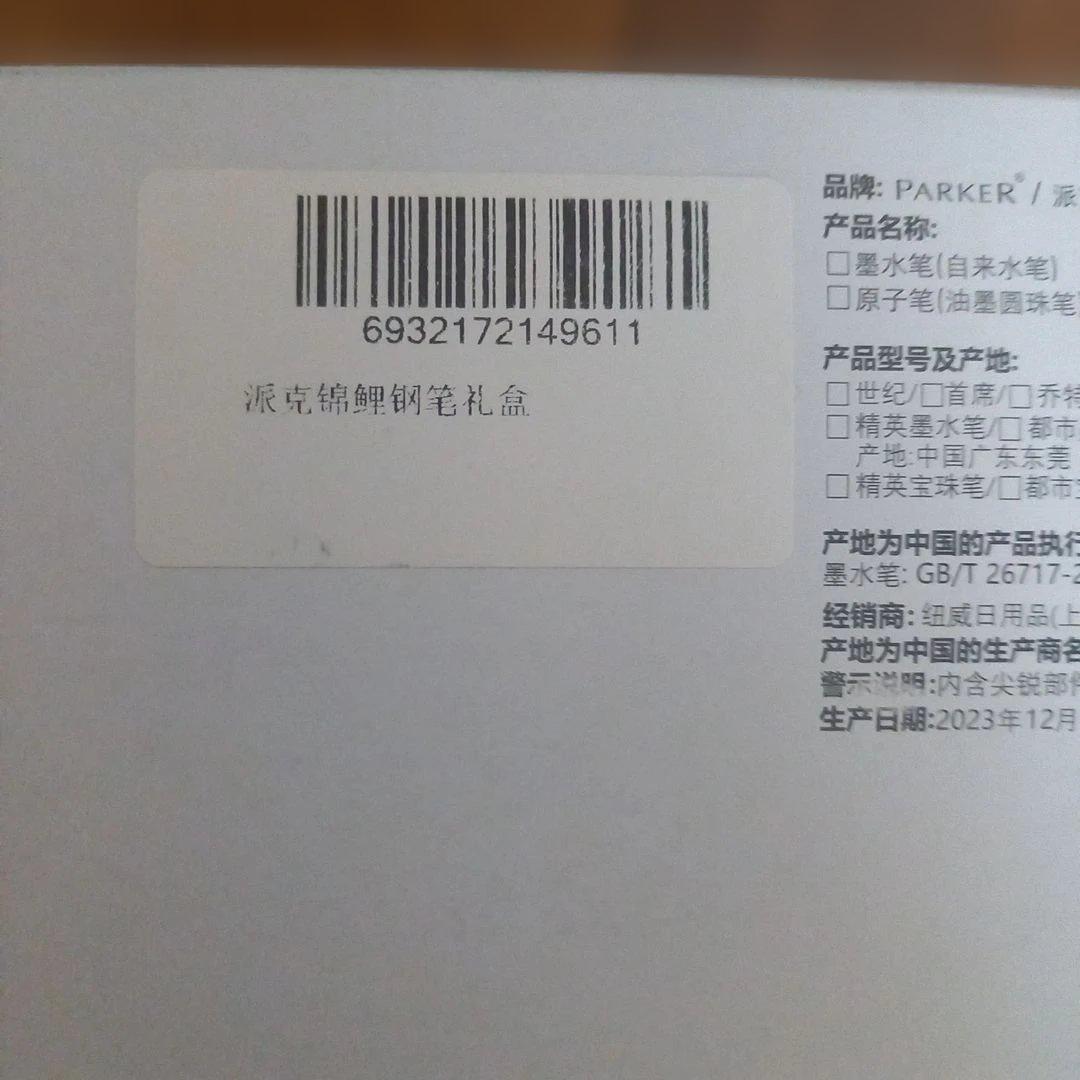 6932172149611
派克锦鲤钢笔礼盒
品牌: PARKER® / 派
产品名称:
□墨水笔(自来水笔)
□原子笔(油墨圆珠笔
产品型号及产地:
□世纪/□首席/□乔特
□精英墨水笔/□都市
产地:中国广东东莞
□精英宝珠笔/□都市宝
产地为中国的产品执行
墨水笔: GB/T 26717-2
经销商: 纽威日用品(上
产地为中国的生产商名
警示说明:内含尖锐部件
生产日期:2023年12月